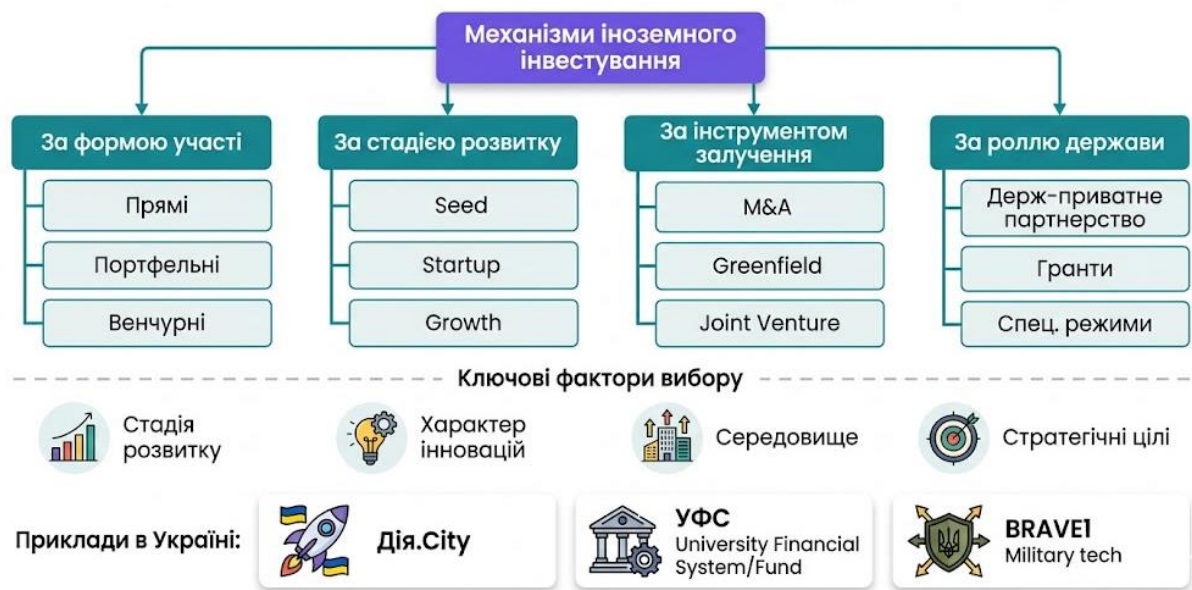 Механізми іноземного
інвестування
За формою участі
Прямі
Портфельні
Венчурні
За стадією розвитку
Seed
Startup
Growth
За інструментом
залучення
M&A
Greenfield
Joint Venture
За роллю держави
Держ-приватне
партнерство
Гранти
Спец. режими
Ключові фактори вибору
Стадія
розвитку
Характер
інновацій
Середовище
Стратегічні цілі
Приклади в Україні:
Дія.City
УФС
University Financial
System/Fund
BRAVE1
Military tech